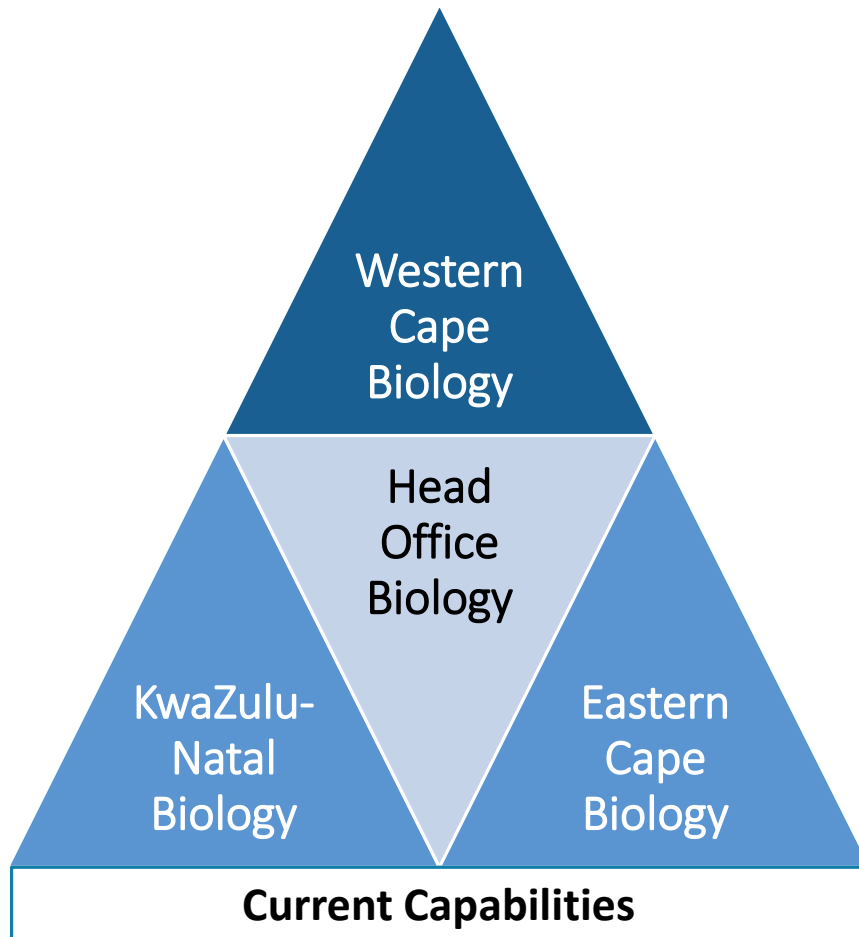 Western
Cape
Biology
Head
Office
Biology
KwaZulu-
Natal
Biology
Eastern
Cape
Biology
Current Capabilities